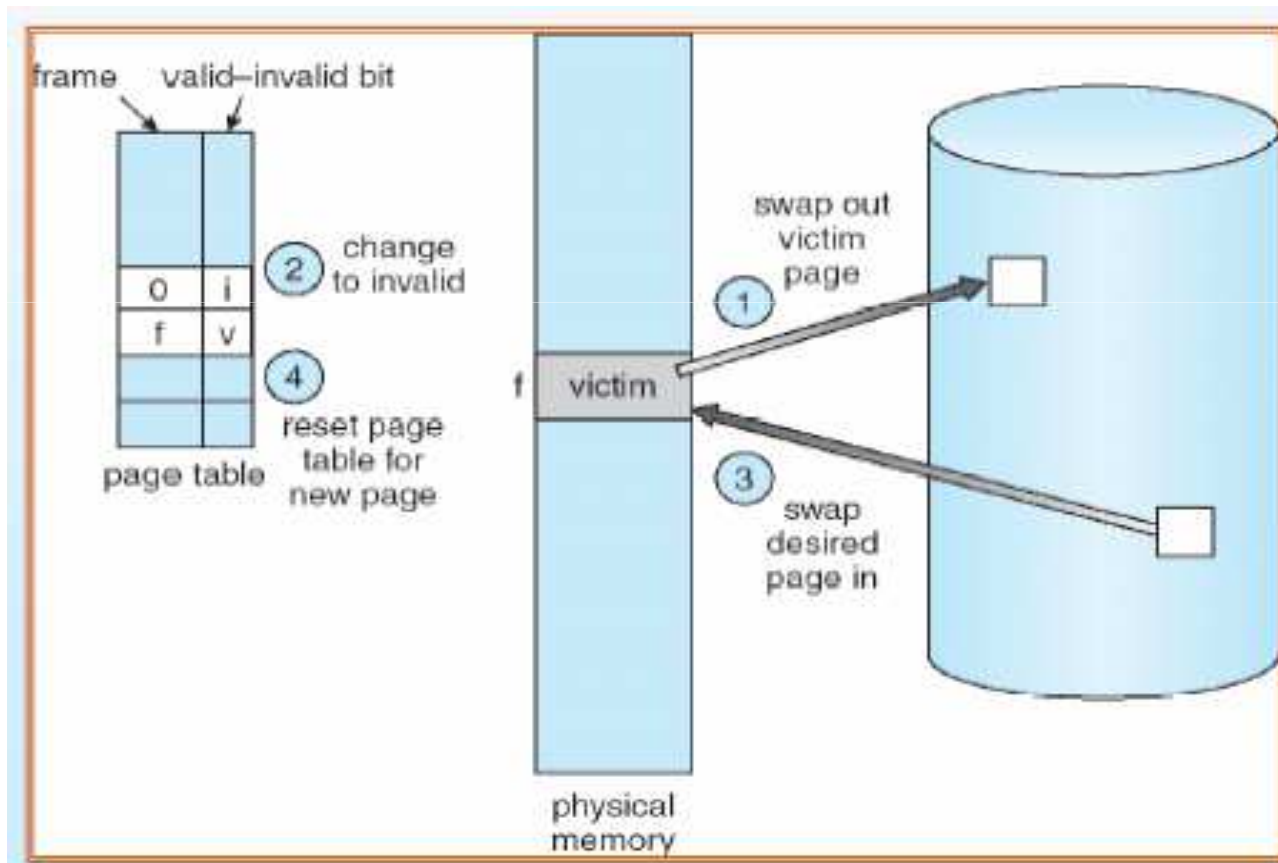 frame valid–invalid bit
0 i
f v
page table
2
change
to invalid
4
reset page
table for
new page
f victim
physical
memory
1
swap out
victim
page
3
swap
desired
page in